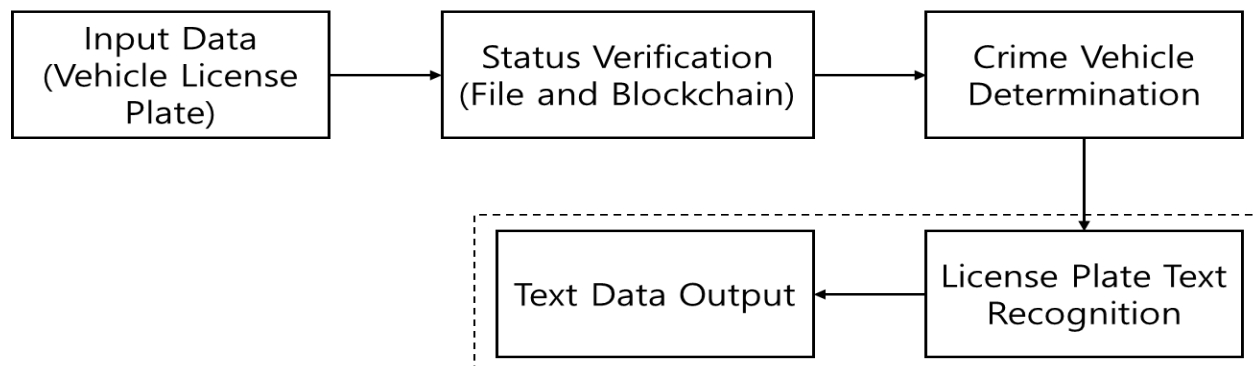 Input Data
(Vehicle License
Plate)
Status Verification
(File and Blockchain)
Crime Vehicle
Determination
License Plate Text
Recognition
Text Data Output